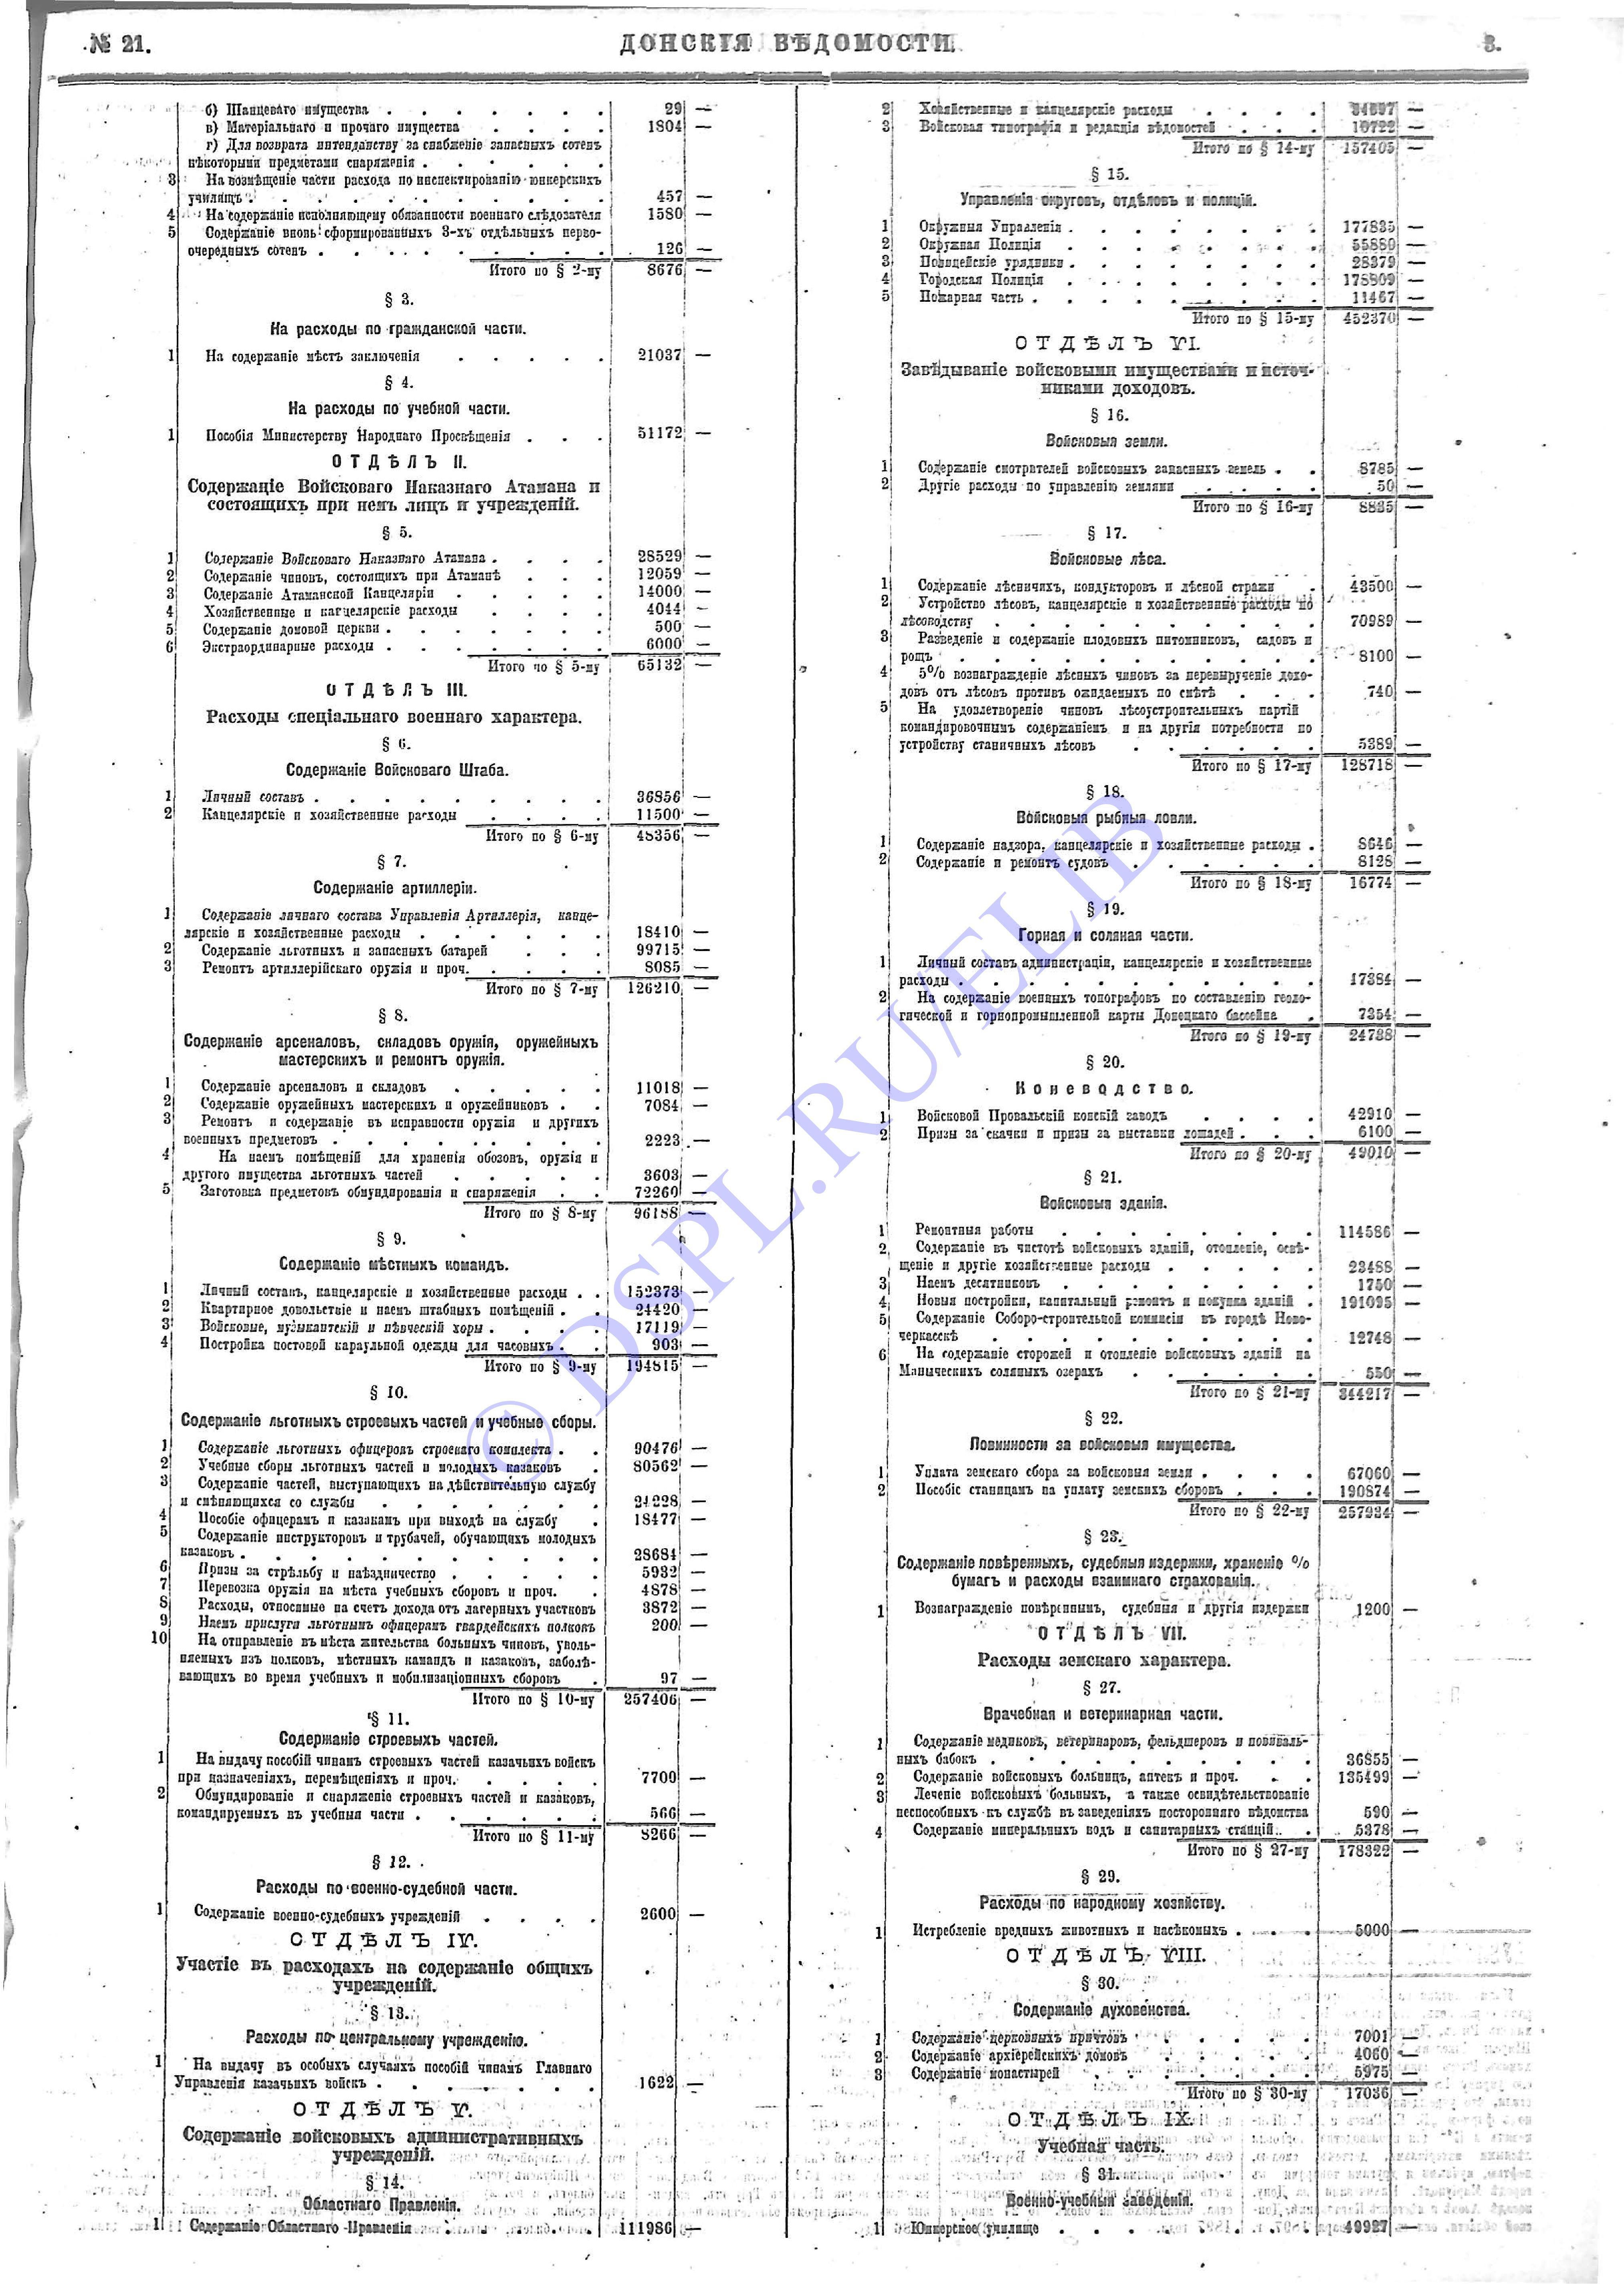 № 21.
ДОНСКІЯ ВѢДОМОСТИ.
3.
б) Шанцеваго имущества . . . . . . . 29 —
в) Матеріальнаго и прочаго имущества . . . . 1804 —
г) Для возврата интендантству за снабженіе запасныхъ сотенъ
нѣкоторыми предметами снаряженія . . . . . .
3 На возмѣщеніе части расхода по инспектированію юнкерскихъ
училищъ . . . . . . . . . 457 —
4 На содержаніе исполняющему обязанности военнаго слѣдователя 1580 —
5 Содержаніе вновь сформированныхъ 3-хъ отдѣльныхъ перво-
очередныхъ сотенъ . . . . . . . . 126 —
Итого по § 2-му 8676 —
§ 3.
На расходы по гражданской части.
1 На содержаніе мѣстъ заключенія . . . . . 21037 —
§ 4.
На расходы по учебной части.
1 Пособія Министерству Народнаго Просвѣщенія . . . 51172 —
ОТДѢЛЪ II.
Содержаніе Войсковаго Наказнаго Атамана и
состоящихъ при немъ лицъ и учрежденій.
§ 5.
1 Содержаніе Войсковаго Наказнаго Атамана . . . . 28529 —
2 Содержаніе чиновъ, состоящихъ при Атаманѣ . . . 12059 —
3 Содержаніе Атаманской Канцеляріи . . . . . 14000 —
4 Хозяйственные и канцелярскіе расходы . . . . 4044 —
5 Содержаніе домовой церкви . . . . . . . 500 —
6 Экстраординарные расходы . . . . . . . 6000 —
Итого по § 5-му 65132 —
ОТДѢЛЪ III.
Расходы спеціальнаго военнаго характера.
§ 6.
Содержаніе Войсковаго Штаба.
1 Личный составъ . . . . . . . . . 36856 —
2 Канцелярскіе и хозяйственные расходы . . . . 11500 —
Итого по § 6-му 48356 —
§ 7.
Содержаніе артиллеріи.
1 Содержаніе личнаго состава Управленія Артиллерія, канце-
лярскіе и хозяйственные расходы . . . . . . 18410 —
2 Содержаніе льготныхъ и запасныхъ батарей . . . 99715 —
3 Ремонтъ артиллерійскаго оружія и проч. . . . . 8085 —
Итого по § 7-му 126210 —
§ 8.
Содержаніе арсеналовъ, складовъ оружія, оружейныхъ
мастерскихъ и ремонтъ оружія.
1 Содержаніе арсеналовъ и складовъ . . . . . 11018 —
2 Содержаніе оружейныхъ мастерскихъ и оружейниковъ . . 7084 —
3 Ремонтъ и содержаніе въ исправности оружія и другихъ
военныхъ предметовъ . . . . . . . . 2223 —
4 На наемъ помѣщеній для храненія обозовъ, оружія и
другого имущества льготныхъ частей . . . . . 3603 —
5 Заготовка предметовъ обмундированія и снаряженія . . 72260 —
Итого по § 8-му 96188 —
§ 9.
Содержаніе мѣстныхъ командъ.
1 Личный составъ, канцелярскіе и хозяйственные расходы . . 152373 —
2 Квартирное довольствіе и наемъ штабныхъ помѣщеній . . 24420 —
3 Войсковые, музыкантскій и пѣвческій хоры . . . . 17119 —
4 Постройка постовой караульной одежды для часовыхъ . . 903 —
Итого по § 9-му 194815 —
§ 10.
Содержаніе льготныхъ строевыхъ частей и учебные сборы.
1 Содержаніе льготныхъ офицеровъ строеваго комплекта . . 90476 —
2 Учебные сборы льготныхъ частей и молодыхъ казаковъ . 80562 —
3 Содержаніе частей, выступающихъ на дѣйствительную службу
и смѣняющихся со службы . . . . . . . 24228 —
4 Пособіе офицерамъ и казакамъ при выходѣ на службу . 18477 —
5 Содержаніе инструкторовъ и трубачей, обучающихъ молодыхъ
казаковъ . . . . . . . . . . 28684 —
6 Призы за стрѣльбу и наѣздничество . . . . . 5932 —
7 Перевозка оружія на мѣста учебныхъ сборовъ и проч. . 4878 —
8 Расходы, относимые на счетъ дохода отъ лагерныхъ участковъ 3872 —
9 Наемъ прислуги льготнымъ офицерамъ гвардейскихъ полковъ 200 —
10 На отправленіе въ мѣста жительства больныхъ чиновъ, уволь-
няемыхъ изъ полковъ, мѣстныхъ командъ и казаковъ, заболѣ-
вающихъ во время учебныхъ и мобилизаціонныхъ сборовъ . 97 —
Итого по § 10-му 257406 —
§ 11.
Содержаніе строевыхъ частей.
1 На выдачу пособій чинамъ строевыхъ частей казачьихъ войскъ
при назначеніяхъ, перемѣщеніяхъ и проч. . . . . 7700 —
2 Обмундированіе и снаряженіе строевыхъ частей и казаковъ,
командируемыхъ въ учебныя части . . . . . . 566 —
Итого по § 11-му 8266 —
§ 12.
Расходы по военно-судебной части.
1 Содержаніе военно-судебныхъ учрежденій . . . . 2600 —
ОТДѢЛЪ IV.
Участіе въ расходахъ на содержаніе общихъ
учрежденій.
§ 13.
Расходы по центральному учрежденію.
1 На выдачу въ особыхъ случаяхъ пособій чинамъ Главнаго
Управленія казачьихъ войскъ . . . . . . . 1622 —
ОТДѢЛЪ V.
Содержаніе войсковыхъ административныхъ
учрежденій.
§ 14.
Областнаго Правленія.
1 Содержаніе Областнаго Правленія . . . . . 111986 —
2 Хозяйственные и канцелярскіе расходы . . . . 34697 —
3 Войсковая типографія и редакція вѣдомостей . . . 10722 —
Итого по § 14-му 157405 —
§ 15.
Управленія округовъ, отдѣловъ и полицій.
1 Окружныя Управленія . . . . . . . . 177835 —
2 Окружная Полиція . . . . . . . . 55880 —
3 Полицейскіе урядники . . . . . . . . 28379 —
4 Городская Полиція . . . . . . . . 178809 —
5 Пожарная часть . . . . . . . . . 11467 —
Итого по § 15-му 452370 —
ОТДѢЛЪ VI.
Завѣдываніе войсковыми имуществами и источ-
никами доходовъ.
§ 16.
Войсковыя земли.
1 Содержаніе смотрителей войсковыхъ запасныхъ земель . . 8785 —
2 Другіе расходы по управленію землями . . . . . 50 —
Итого по § 16-му 8835 —
§ 17.
Войсковые лѣса.
1 Содержаніе лѣсничихъ, кондукторовъ и лѣсной стражи . 43500 —
2 Устройство лѣсовъ, канцелярскіе и хозяйственные расходы по
лѣсоводству . . . . . . . . . . 70989 —
3 Разведеніе и содержаніе плодовыхъ питомниковъ, садовъ и
рощъ . . . . . . . . . . . 8100 —
4 5% вознагражденіе лѣсныхъ чиновъ за перевырученіе дохо-
довъ отъ лѣсовъ противъ ожидаемыхъ по смѣтѣ . . . 740 —
5 На удовлетвореніе чиновъ лѣсоустроительныхъ партій
командировочнымъ содержаніемъ и на другія потребности по
устройству станичныхъ лѣсовъ . . . . . . 5389 —
Итого по § 17-му 128718 —
§ 18.
Войсковыя рыбныя ловли.
1 Содержаніе надзора, канцелярскіе и хозяйственные расходы . 8646 —
2 Содержаніе и ремонтъ судовъ . . . . . . 8128 —
Итого по § 18-му 16774 —
§ 19.
Горная и соляная части.
1 Личный составъ администраціи, канцелярскіе и хозяйственные
расходы . . . . . . . . . . . 17384 —
2 На содержаніе военныхъ топографовъ по составленію геоло-
гической и горнопромышленной карты Донецкаго бассейна . 7354 —
Итого по § 19-му 24738 —
§ 20.
Коневодство.
1 Войсковой Провальскій конскій заводъ . . . . 42910 —
2 Призы за скачки и призы за выставки лошадей . . . 6100 —
Итого по § 20-му 49010 —
§ 21.
Войсковыя зданія.
1 Ремонтныя работы . . . . . . . . 114586 —
2 Содержаніе въ чистотѣ войсковыхъ зданій, отопленіе, освѣ-
щеніе и другіе хозяйственные расходы . . . . . 23488 —
3 Наемъ десятниковъ . . . . . . . . 1750 —
4 Новыя постройки, капитальный ремонтъ и покупка зданій . 191095 —
5 Содержаніе Соборо-строительной комиссіи въ городѣ Ново-
черкасскѣ . . . . . . . . . . 12748 —
6 На содержаніе сторожей и отопленіе войсковыхъ зданій на
Маныческихъ соляныхъ озерахъ . . . . . . 550 —
Итого по § 21-му 344217 —
§ 22.
Повинности за войсковыя имущества.
1 Уплата земскаго сбора за войсковыя земли . . . . 67060 —
2 Пособіе станицамъ на уплату земскихъ сборовъ . . . 190874 —
Итого по § 22-му 257934 —
§ 23.
Содержаніе повѣренныхъ, судебныя издержки, храненіе %
бумагъ и расходы взаимнаго страхованія.
1 Вознагражденіе повѣреннымъ, судебныя и другія издержки 1200 —
ОТДѢЛЪ VII.
Расходы земскаго характера.
§ 27.
Врачебная и ветеринарная части.
1 Содержаніе медиковъ, ветеринаровъ, фельдшеровъ и повиваль-
ныхъ бабокъ . . . . . . . . . . 36855 —
2 Содержаніе войсковыхъ больницъ, аптекъ и проч. . . 135499 —
3 Леченіе войсковыхъ больныхъ, а также освидѣтельствованіе
неспособныхъ къ службѣ въ заведеніяхъ посторонняго вѣдомства 590 —
4 Содержаніе минеральныхъ водъ и санитарныхъ станцій . . 5378 —
Итого по § 27-му 178322 —
§ 29.
Расходы по народному хозяйству.
1 Истребленіе вредныхъ животныхъ и насѣкомыхъ . . . . 5000 —
ОТДѢЛЪ VIII.
§ 30.
Содержаніе духовенства.
1 Содержаніе церковныхъ причтовъ . . . . . 7001 —
2 Содержаніе архіерейскихъ домовъ . . . . . 4060 —
3 Содержаніе монастырей . . . . . . . 5975 —
Итого по § 30-му 17036 —
ОТДѢЛЪ IX.
Учебная часть.
§ 31.
Военно-учебныя заведенія.
1 Юнкерское училище . . . . . . . . 49927 —
© DSPL.RU/ELIB